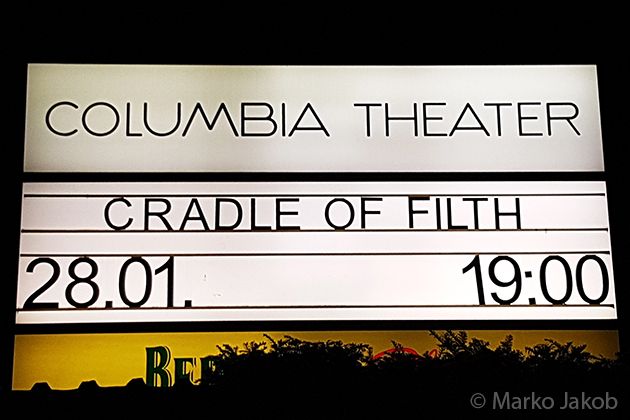 COLUMBIA THEATER
CRADLE OF FILTH
28.01. 19:00
© Marko Jakob